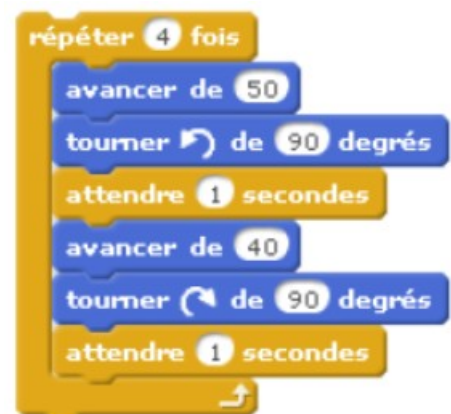 répéter 4 fois
avancer de 50
tourner de 90 degrés
attendre 1 secondes
avancer de 40
tourner de 90 degrés
attendre 1 secondes